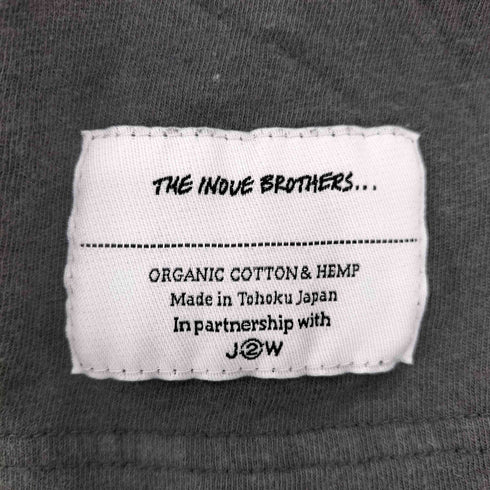 THE INOUE BROTHERS...
ORGANIC COTTON & HEMP
Made in Tohoku Japan
In partnership with
J②W